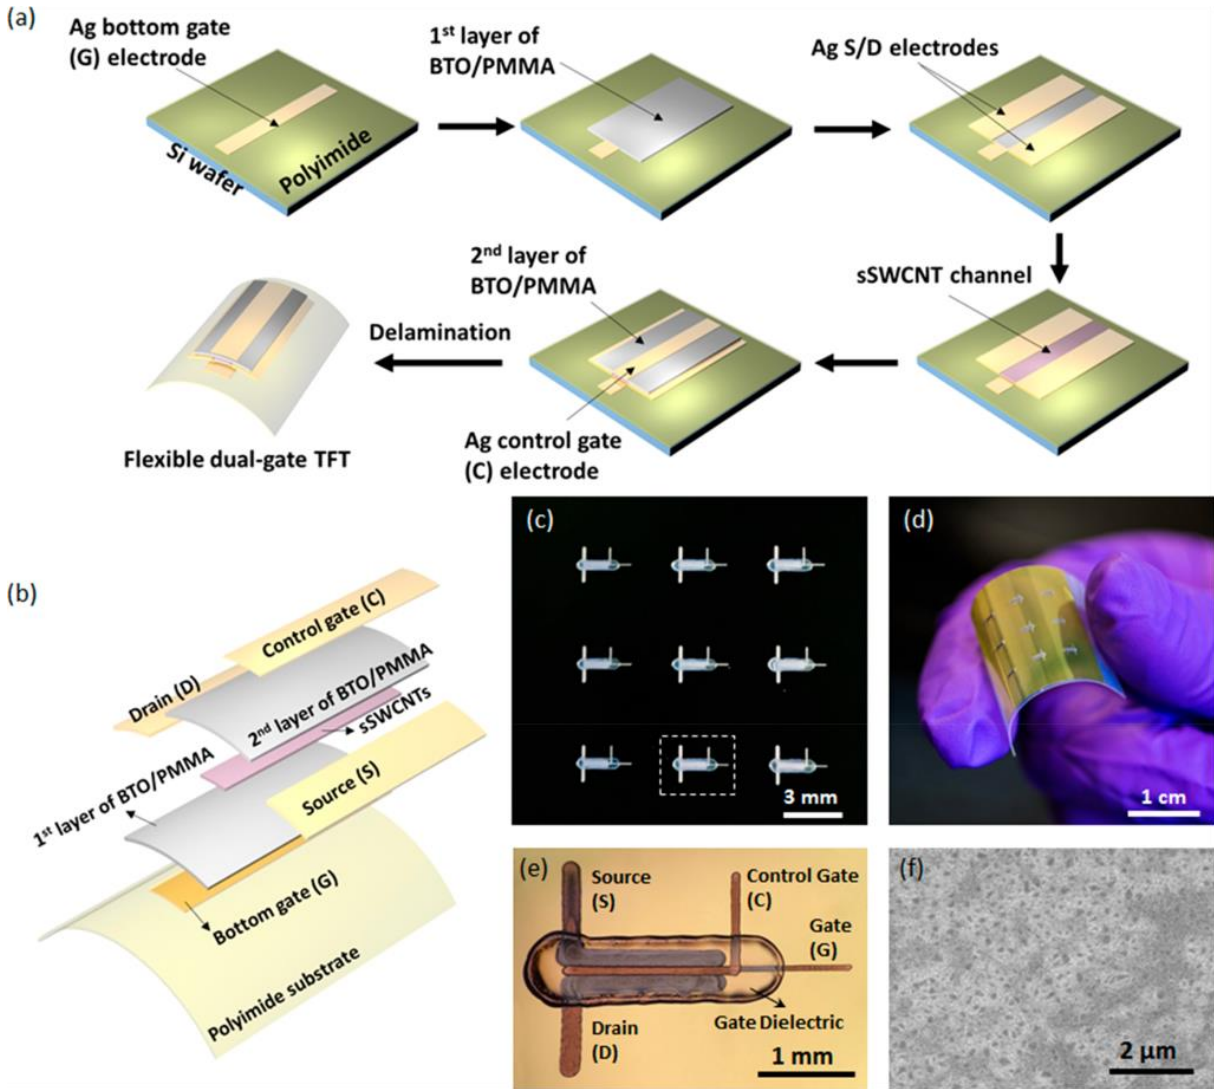 (a)
Ag bottom gate
(G) electrode
1st layer of
BTO/PMMA
Ag S/D electrodes
Si wafer
Polyimide
2nd layer of
BTO/PMMA
sSWCNT channel
Delamination
Ag control gate
(C) electrode
Flexible dual-gate TFT
(b)
Control gate (C)
Drain (D)
2nd layer of BTO/PMMA
sSWCNTs
1st layer of BTO/PMMA
Source (S)
Bottom gate (G)
Polyimide substrate
(c)
3 mm
(d)
1 cm
(e)
Source
(S)
Control Gate
(C)
Gate
(G)
Drain
(D)
Gate Dielectric
1 mm
(f)
2 μm